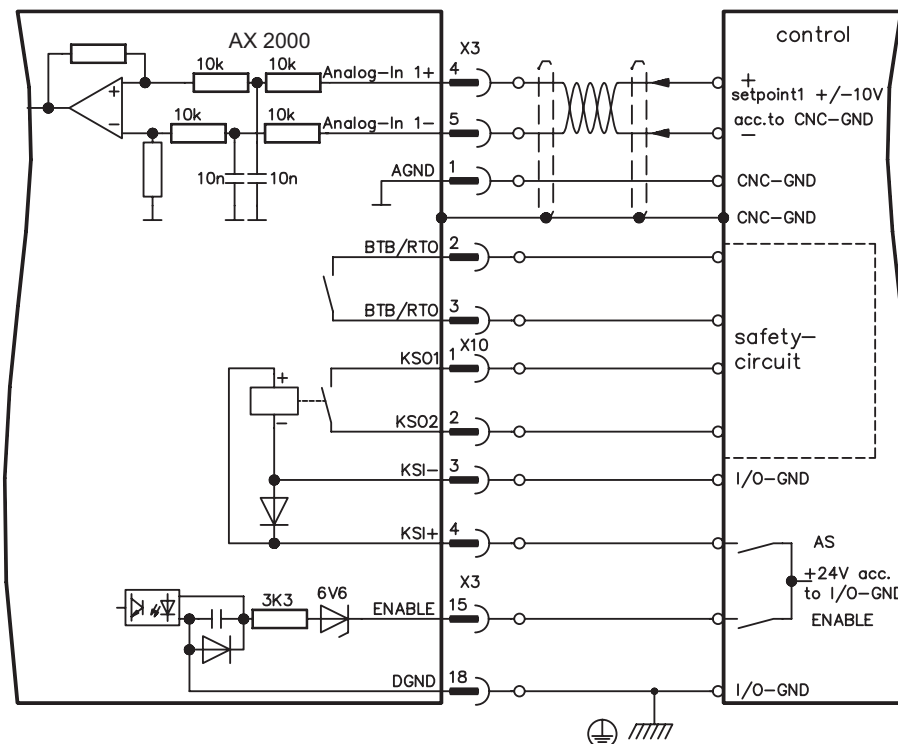 AX 2000
control
X3
10k
10k
Analog-In 1+
4
+
setpoint1 +/-10V
acc.to CNC-GND
−
+
−
10k
10k
Analog-In 1-
5
10n
10n
AGND
1
CNC-GND
CNC-GND
BTB/RTO
2
BTB/RTO
3
safety-
circuit
X10
KSO1
1
+
−
KSO2
2
KSI-
3
I/O-GND
KSI+
4
AS
+24V acc.
to I/O-GND
X3
3K3
6V6
ENABLE
15
ENABLE
DGND
18
I/O-GND